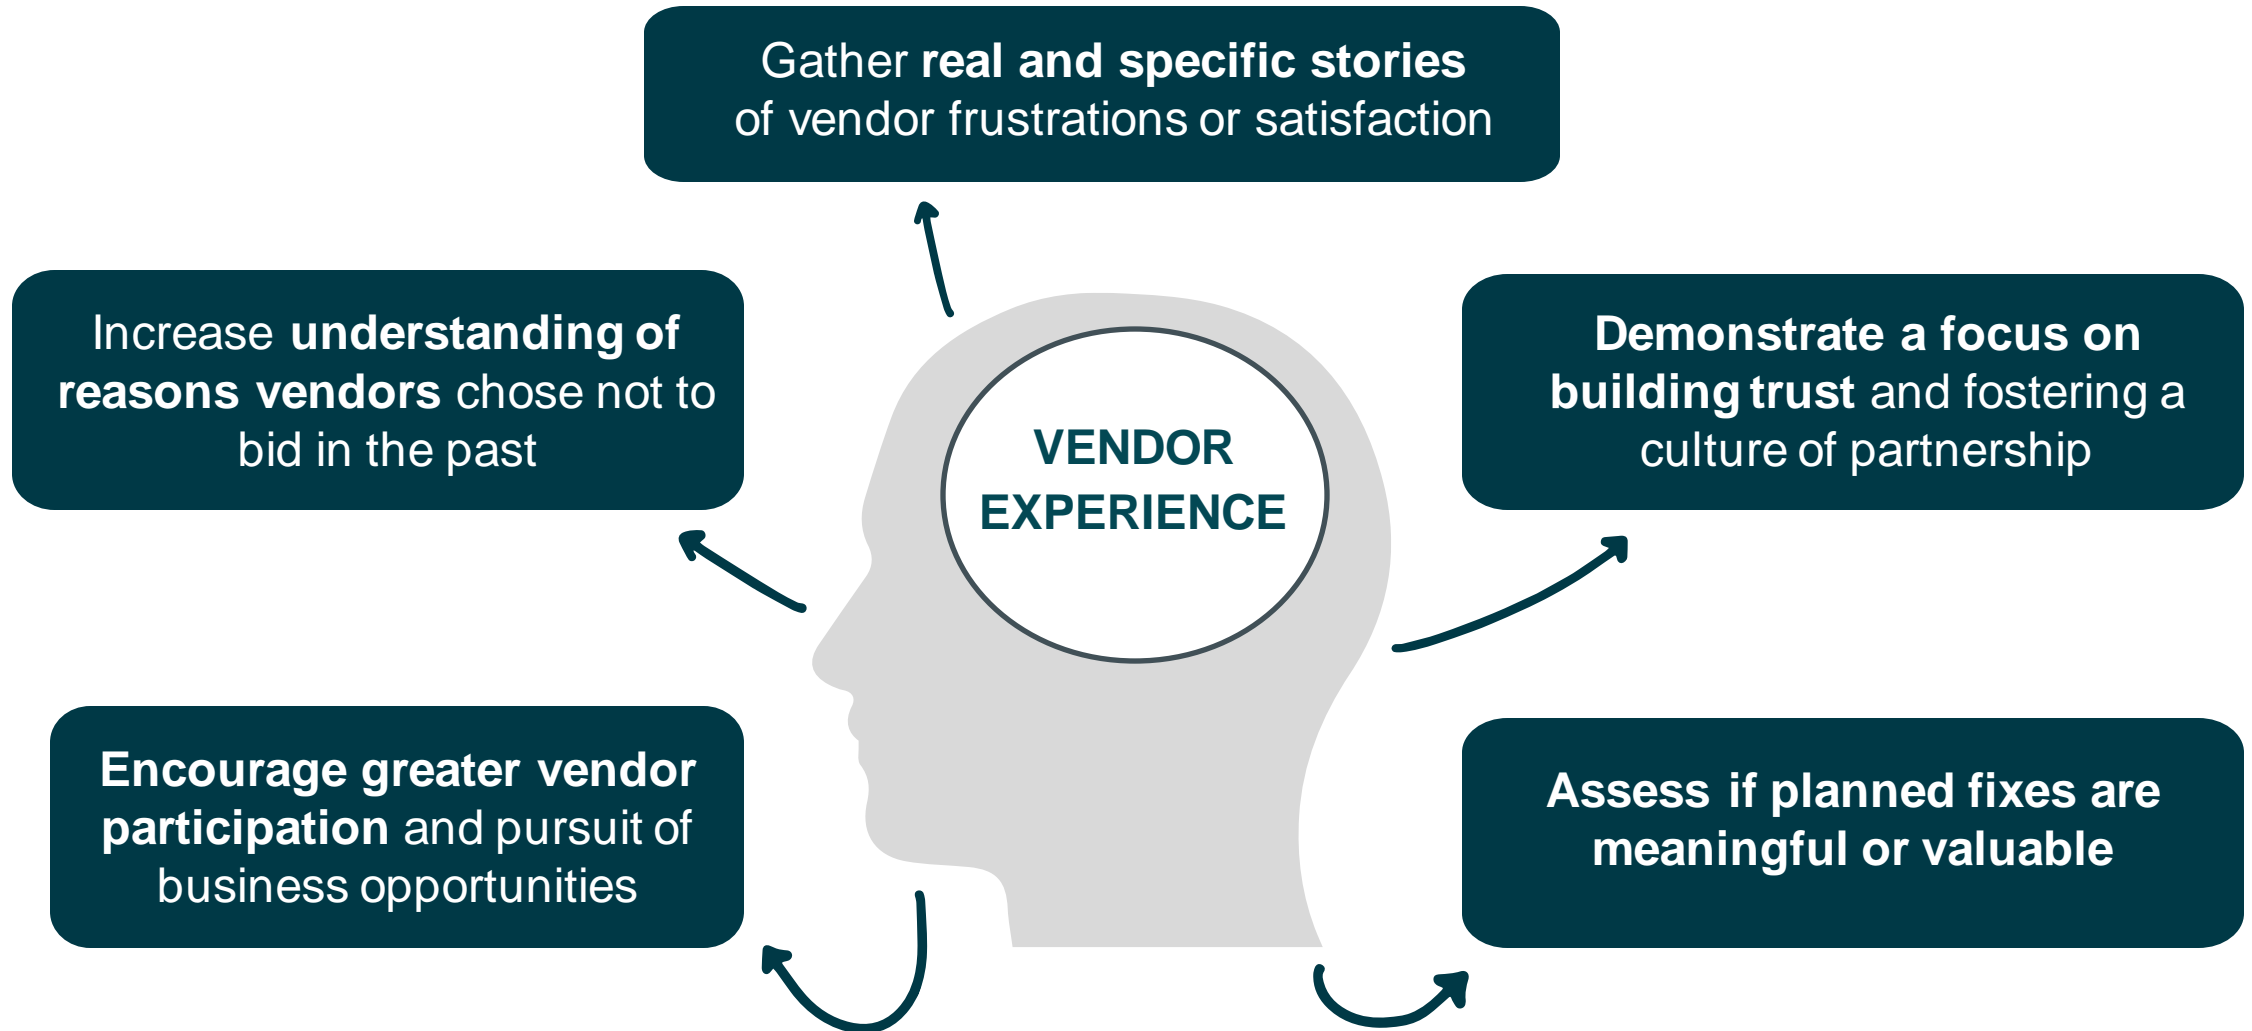 Gather real and specific stories
of vendor frustrations or satisfaction
Increase understanding of
reasons vendors chose not to
bid in the past
VENDOR
EXPERIENCE
Demonstrate a focus on
building trust and fostering a
culture of partnership
Encourage greater vendor
participation and pursuit of
business opportunities
Assess if planned fixes are
meaningful or valuable